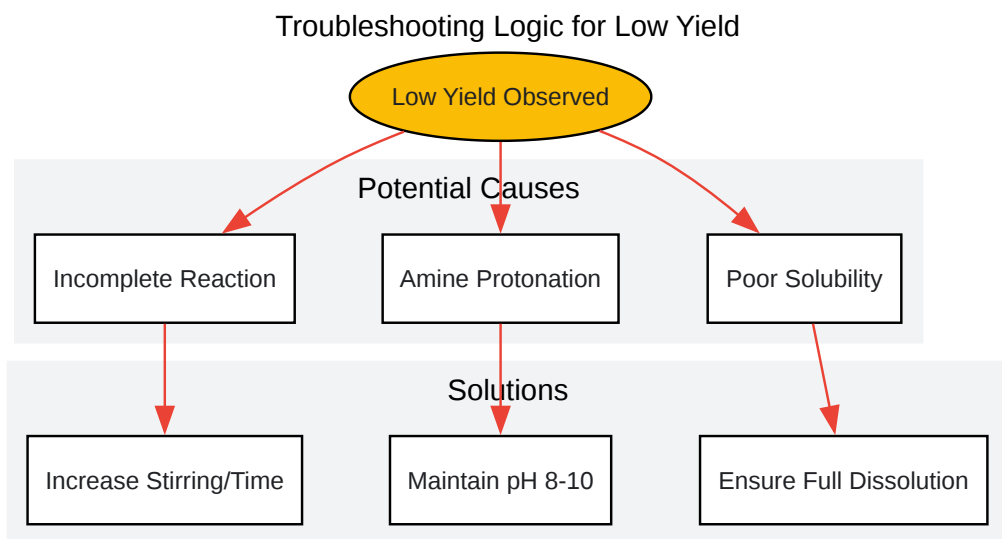 Troubleshooting Logic for Low Yield
Low Yield Observed
Potential Causes
Incomplete Reaction
Amine Protonation
Poor Solubility
Solutions
Increase Stirring/Time
Maintain pH 8-10
Ensure Full Dissolution